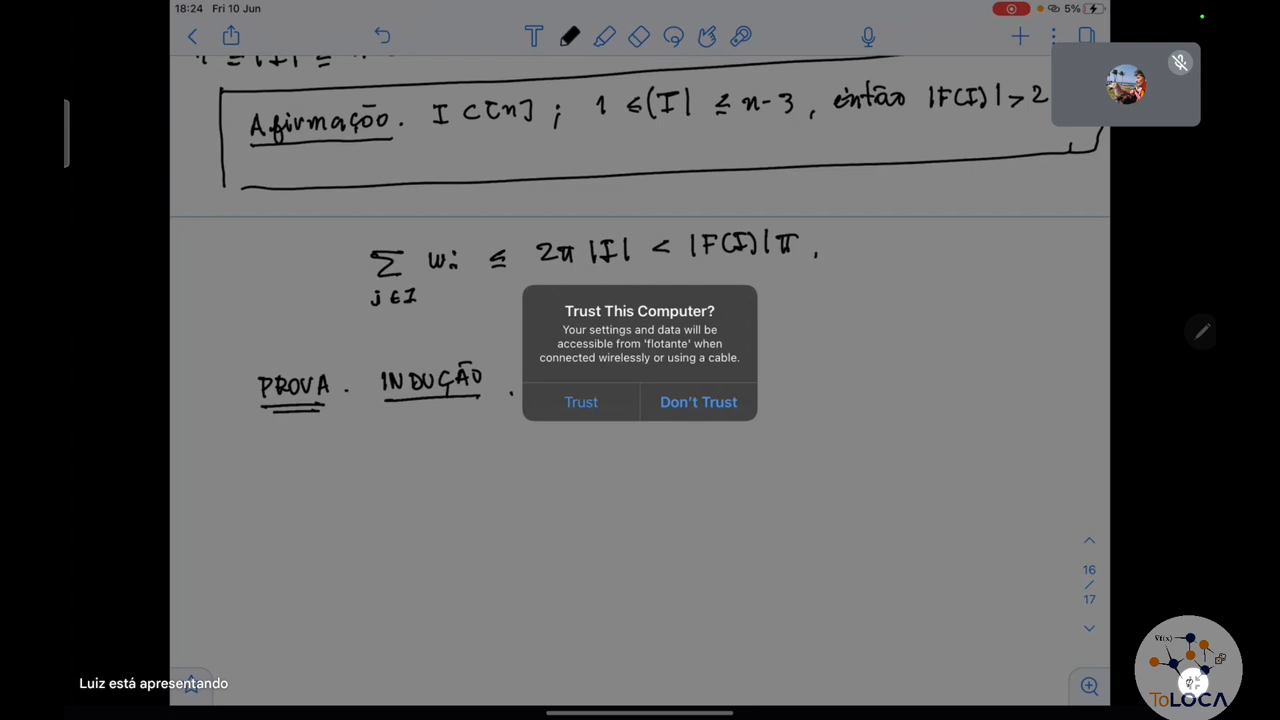 18:24 Fri 10 Jun
5%
Afirmação. I ⊂ [n] ; 1 ≤ |I| ≤ n-3, então |F(I)| > 2
∑ wi ≤ 2π |I| < |F(I)| π,
j ∈ I
Trust This Computer?
Your settings and data will be
accessible from 'flotante' when
connected wirelessly or using a cable.
Trust Don't Trust
PROVA. INDUÇÃO.
16
/
17
Luiz está apresentando
∇f(x)
ToLOCA